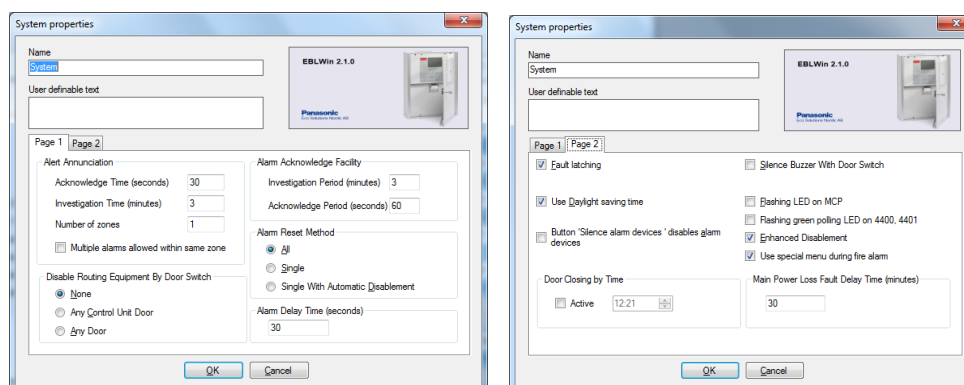 System properties
Name
System
EBLWin 2.1.0
User definable text
Panasonic
Eco Solutions Nordic AB
Page 1 Page 2
Alert Annunciation
Acknowledge Time (seconds) 30
Investigation Time (minutes) 3
Number of zones 1
Multiple alarms allowed within same zone
Disable Routing Equipment By Door Switch
None
Any Control Unit Door
Any Door
Alarm Acknowledge Facility
Investigation Period (minutes) 3
Acknowledge Period (seconds) 60
Alarm Reset Method
All
Single
Single With Automatic Disablement
Alarm Delay Time (seconds)
30
OK Cancel
System properties
Name
System
EBLWin 2.1.0
User definable text
Panasonic
Eco Solutions Nordic AB
Page 1 Page 2
Fault latching
Use Daylight saving time
Button 'Silence alarm devices ' disables alarm
devices
Door Closing by Time
Active 12:21
Silence Buzzer With Door Switch
Flashing LED on MCP
Flashing green polling LED on 4400, 4401
Enhanced Disablement
Use special menu during fire alarm
Main Power Loss Fault Delay Time (minutes)
30
OK Cancel